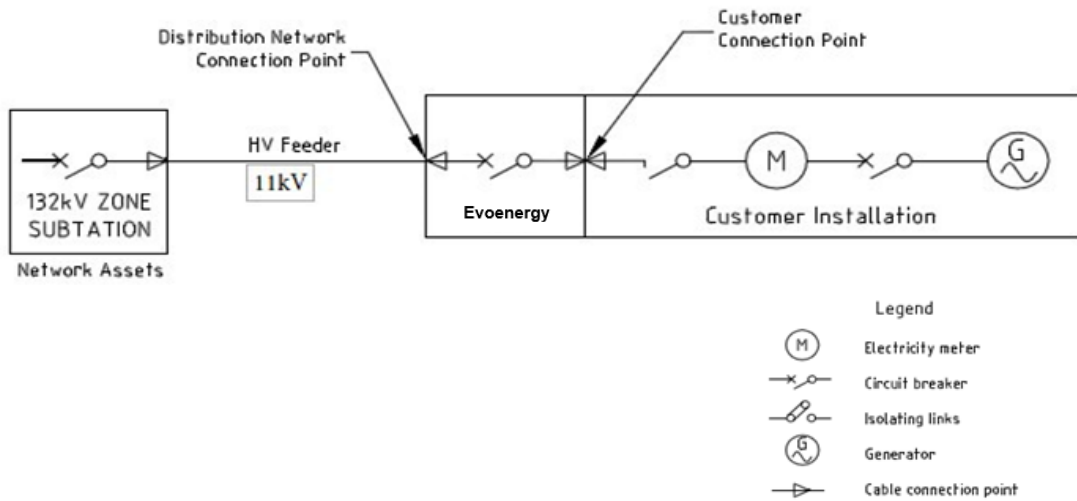 Customer
Connection Point
Distribution Network
Connection Point
HV Feeder
11kV
132kV ZONE
SUBTATION
Evoenergy
M
G
Customer Installation
Network Assets
Legend
M Electricity meter
Circuit breaker
Isolating links
G Generator
Cable connection point